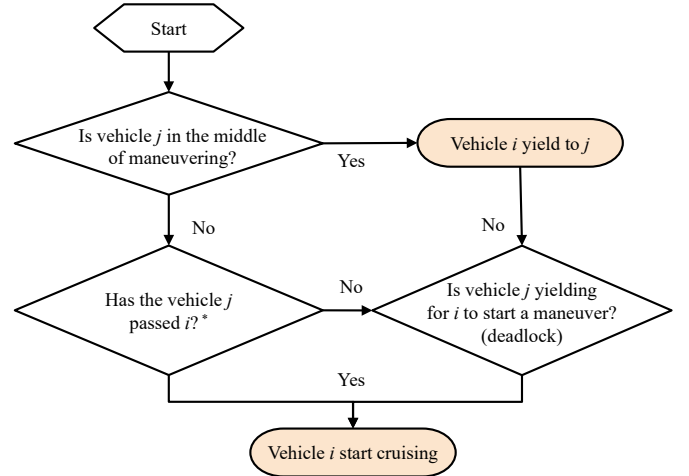 Start
Is vehicle j in the middle
of maneuvering?
Yes
Vehicle i yield to j
No
No
Has the vehicle j
passed i? *
No
Is vehicle j yielding
for i to start a maneuver?
(deadlock)
Yes
Vehicle i start cruising